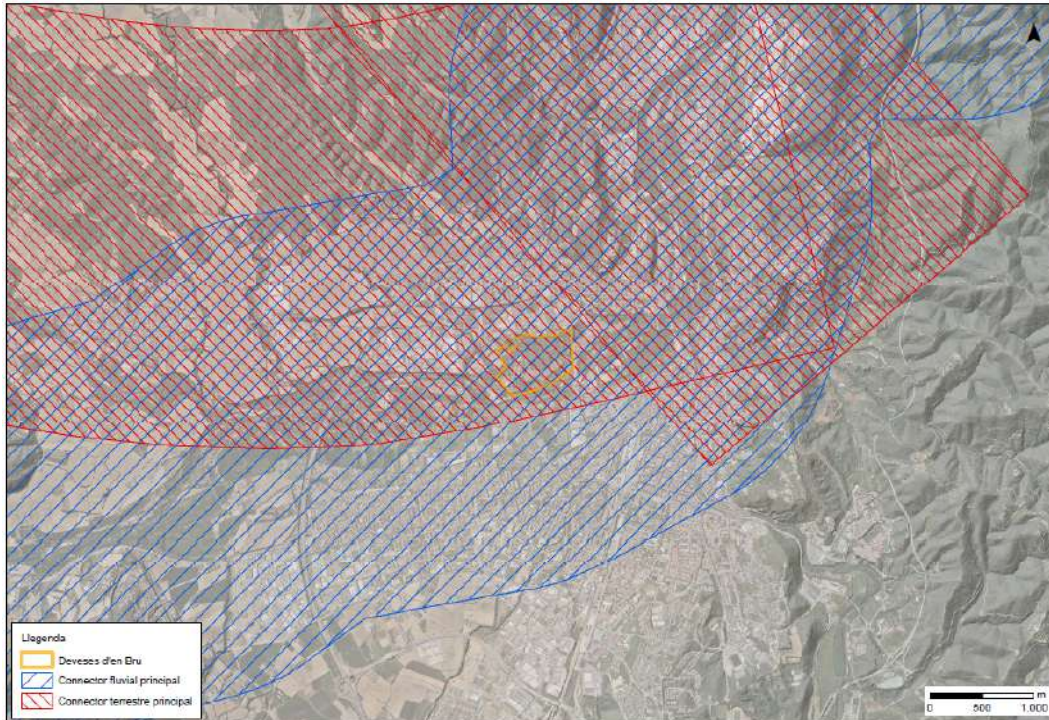 Llegenda
Deveses d'en Bru
Connector fluvial principal
Connector terrestre principal
m
0 500 1.000